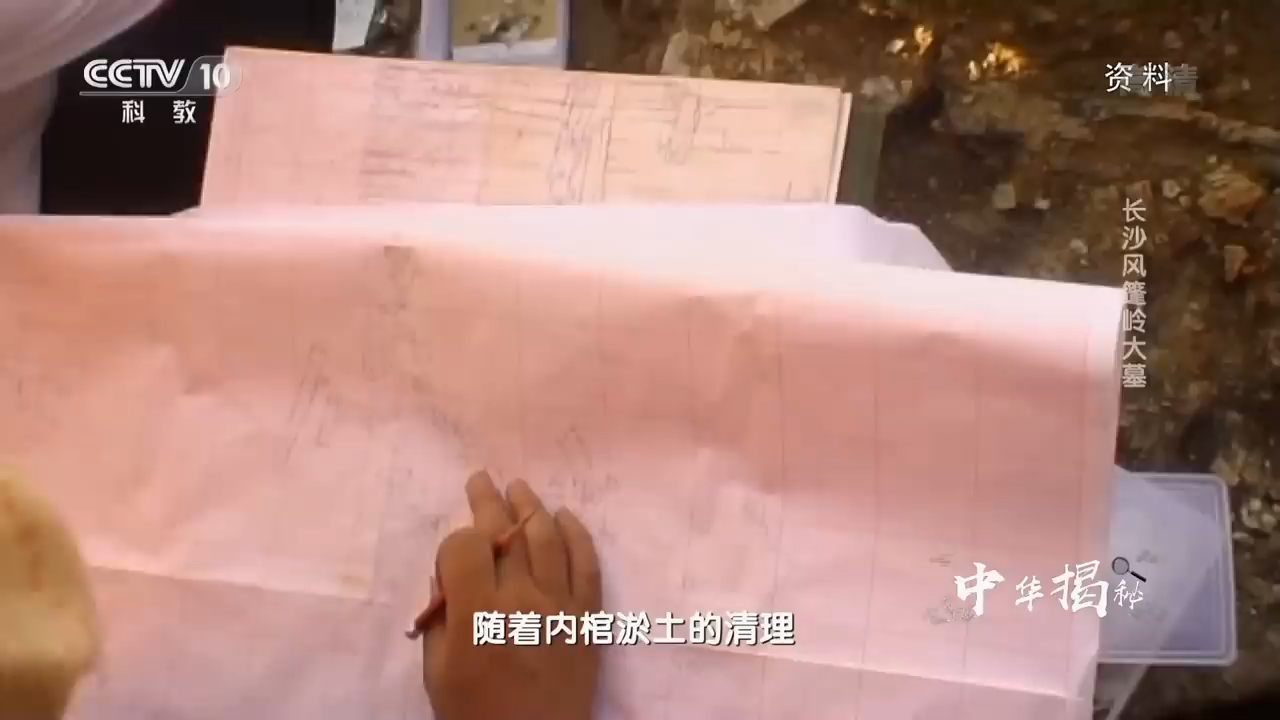 CCTV 10
科教
资料
长沙风篷岭大墓
中华揭秘
随着内棺淤土的清理